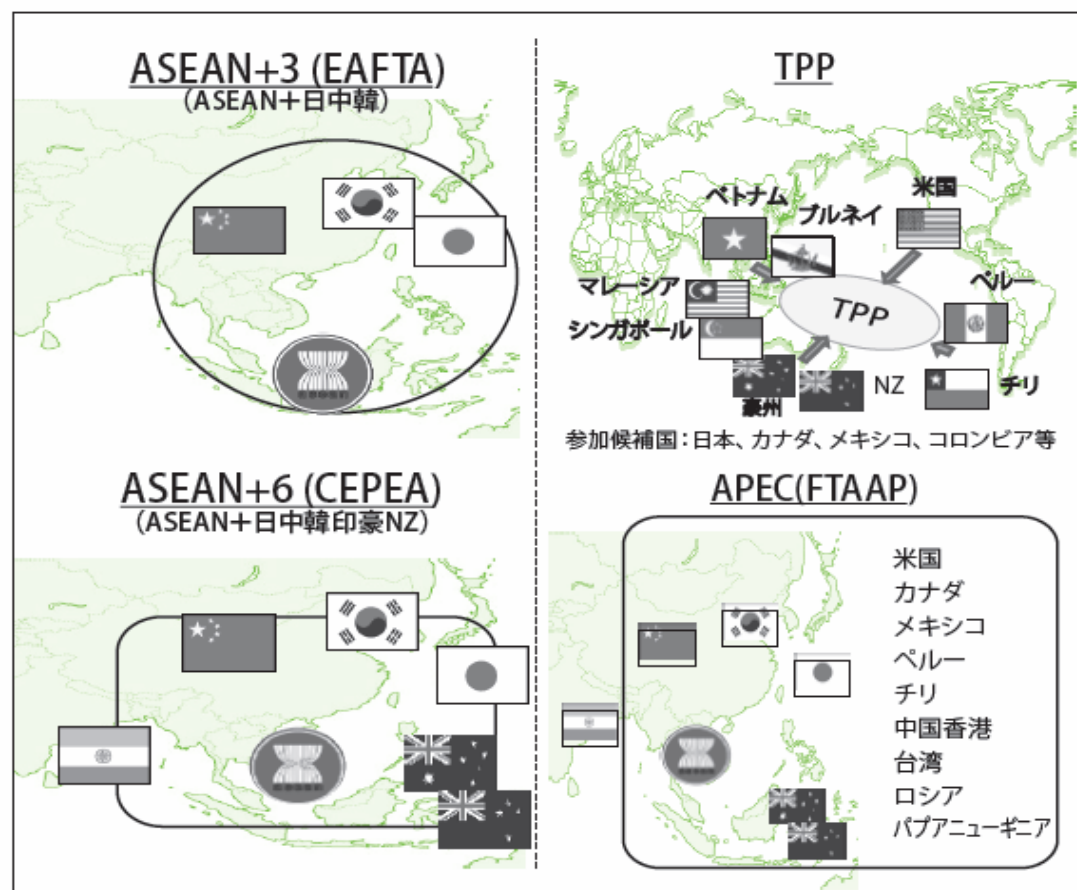 ASEAN+3 (EAFTA)
(ASEAN+日中韓)
TPP
ベトナム
ブルネイ
米国
マレーシア
シンガポール
ペルー
TPP
豪州
NZ
チリ
参加候補国:日本、カナダ、メキシコ、コロンビア等
ASEAN+6 (CEPEA)
(ASEAN+日中韓印豪NZ)
APEC(FTAAP)
米国
カナダ
メキシコ
ペルー
チリ
中国香港
台湾
ロシア
パプアニューギニア